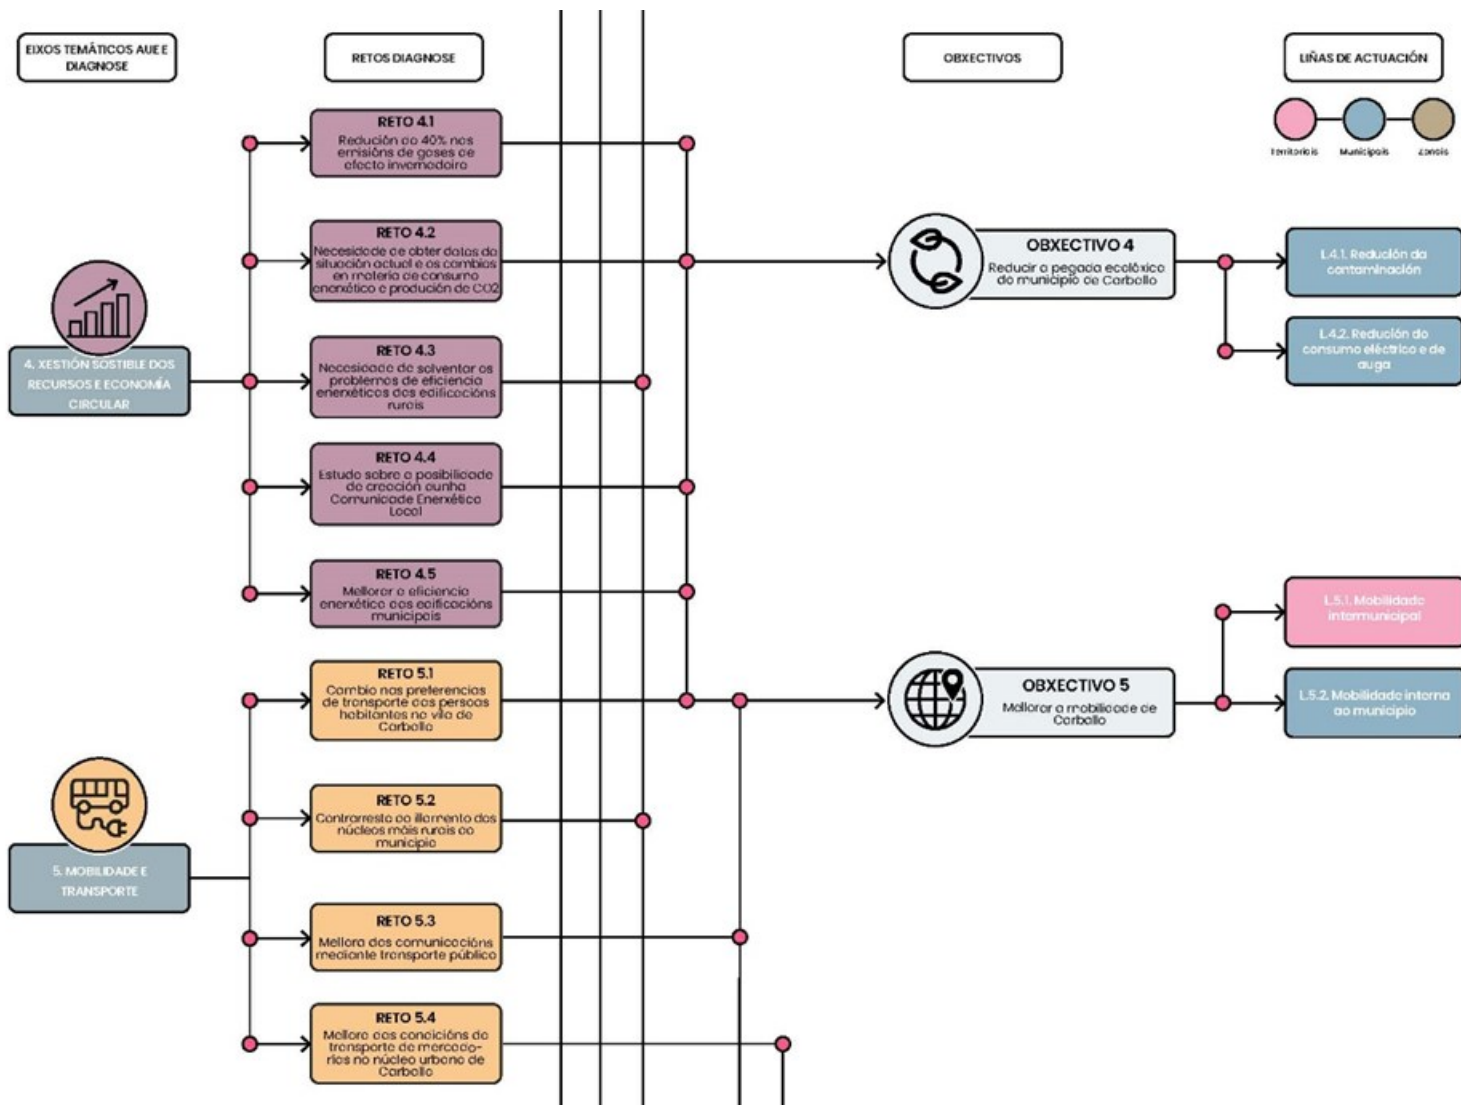 EIXOS TEMÁTICOS AUE E
DIAGNOSE
RETOS DIAGNOSE
OBXECTIVOS
LIÑAS DE ACTUACIÓN
Territoriais
Municipais
Zonais
4. XESTIÓN SOSTIBLE DOS
RECURSOS E ECONOMÍA
CIRCULAR
RETO 4.1
Redución do 40% nas
emisións de gases de
efecto invernadoiro
RETO 4.2
Necesidade de obter datos da
situación actual e os cambios
en materia de consumo
enerxético e produción de CO2
RETO 4.3
Necesidade de solventar os
problemas de eficiencia
enerxética das edificacións
rurais
RETO 4.4
Estudo sobre a posibilidade
de creación dunha
Comunidade Enerxética
Local
RETO 4.5
Mellorar a eficiencia
enerxética das edificacións
municipais
OBXECTIVO 4
Reducir a pegada ecolóxica
do municipio de Carballo
L.4.1. Redución da
contaminación
L.4.2. Redución do
consumo eléctrico e de
auga
5. MOBILIDADE E
TRANSPORTE
RETO 5.1
Cambio nas preferencias
de transporte das persoas
habitantes na vila de
Carballo
RETO 5.2
Contrarresto do illamento dos
núcleos máis rurais do
municipio
RETO 5.3
Mellora das comunicacións
mediante transporte público
RETO 5.4
Mellora das condicións de
transporte de mercado-
rías no núcleo urbano de
Carballo
OBXECTIVO 5
Mellorar a mobilidade de
Carballo
L.5.1. Mobilidade
intermunicipal
L.5.2. Mobilidade interna
ao municipio